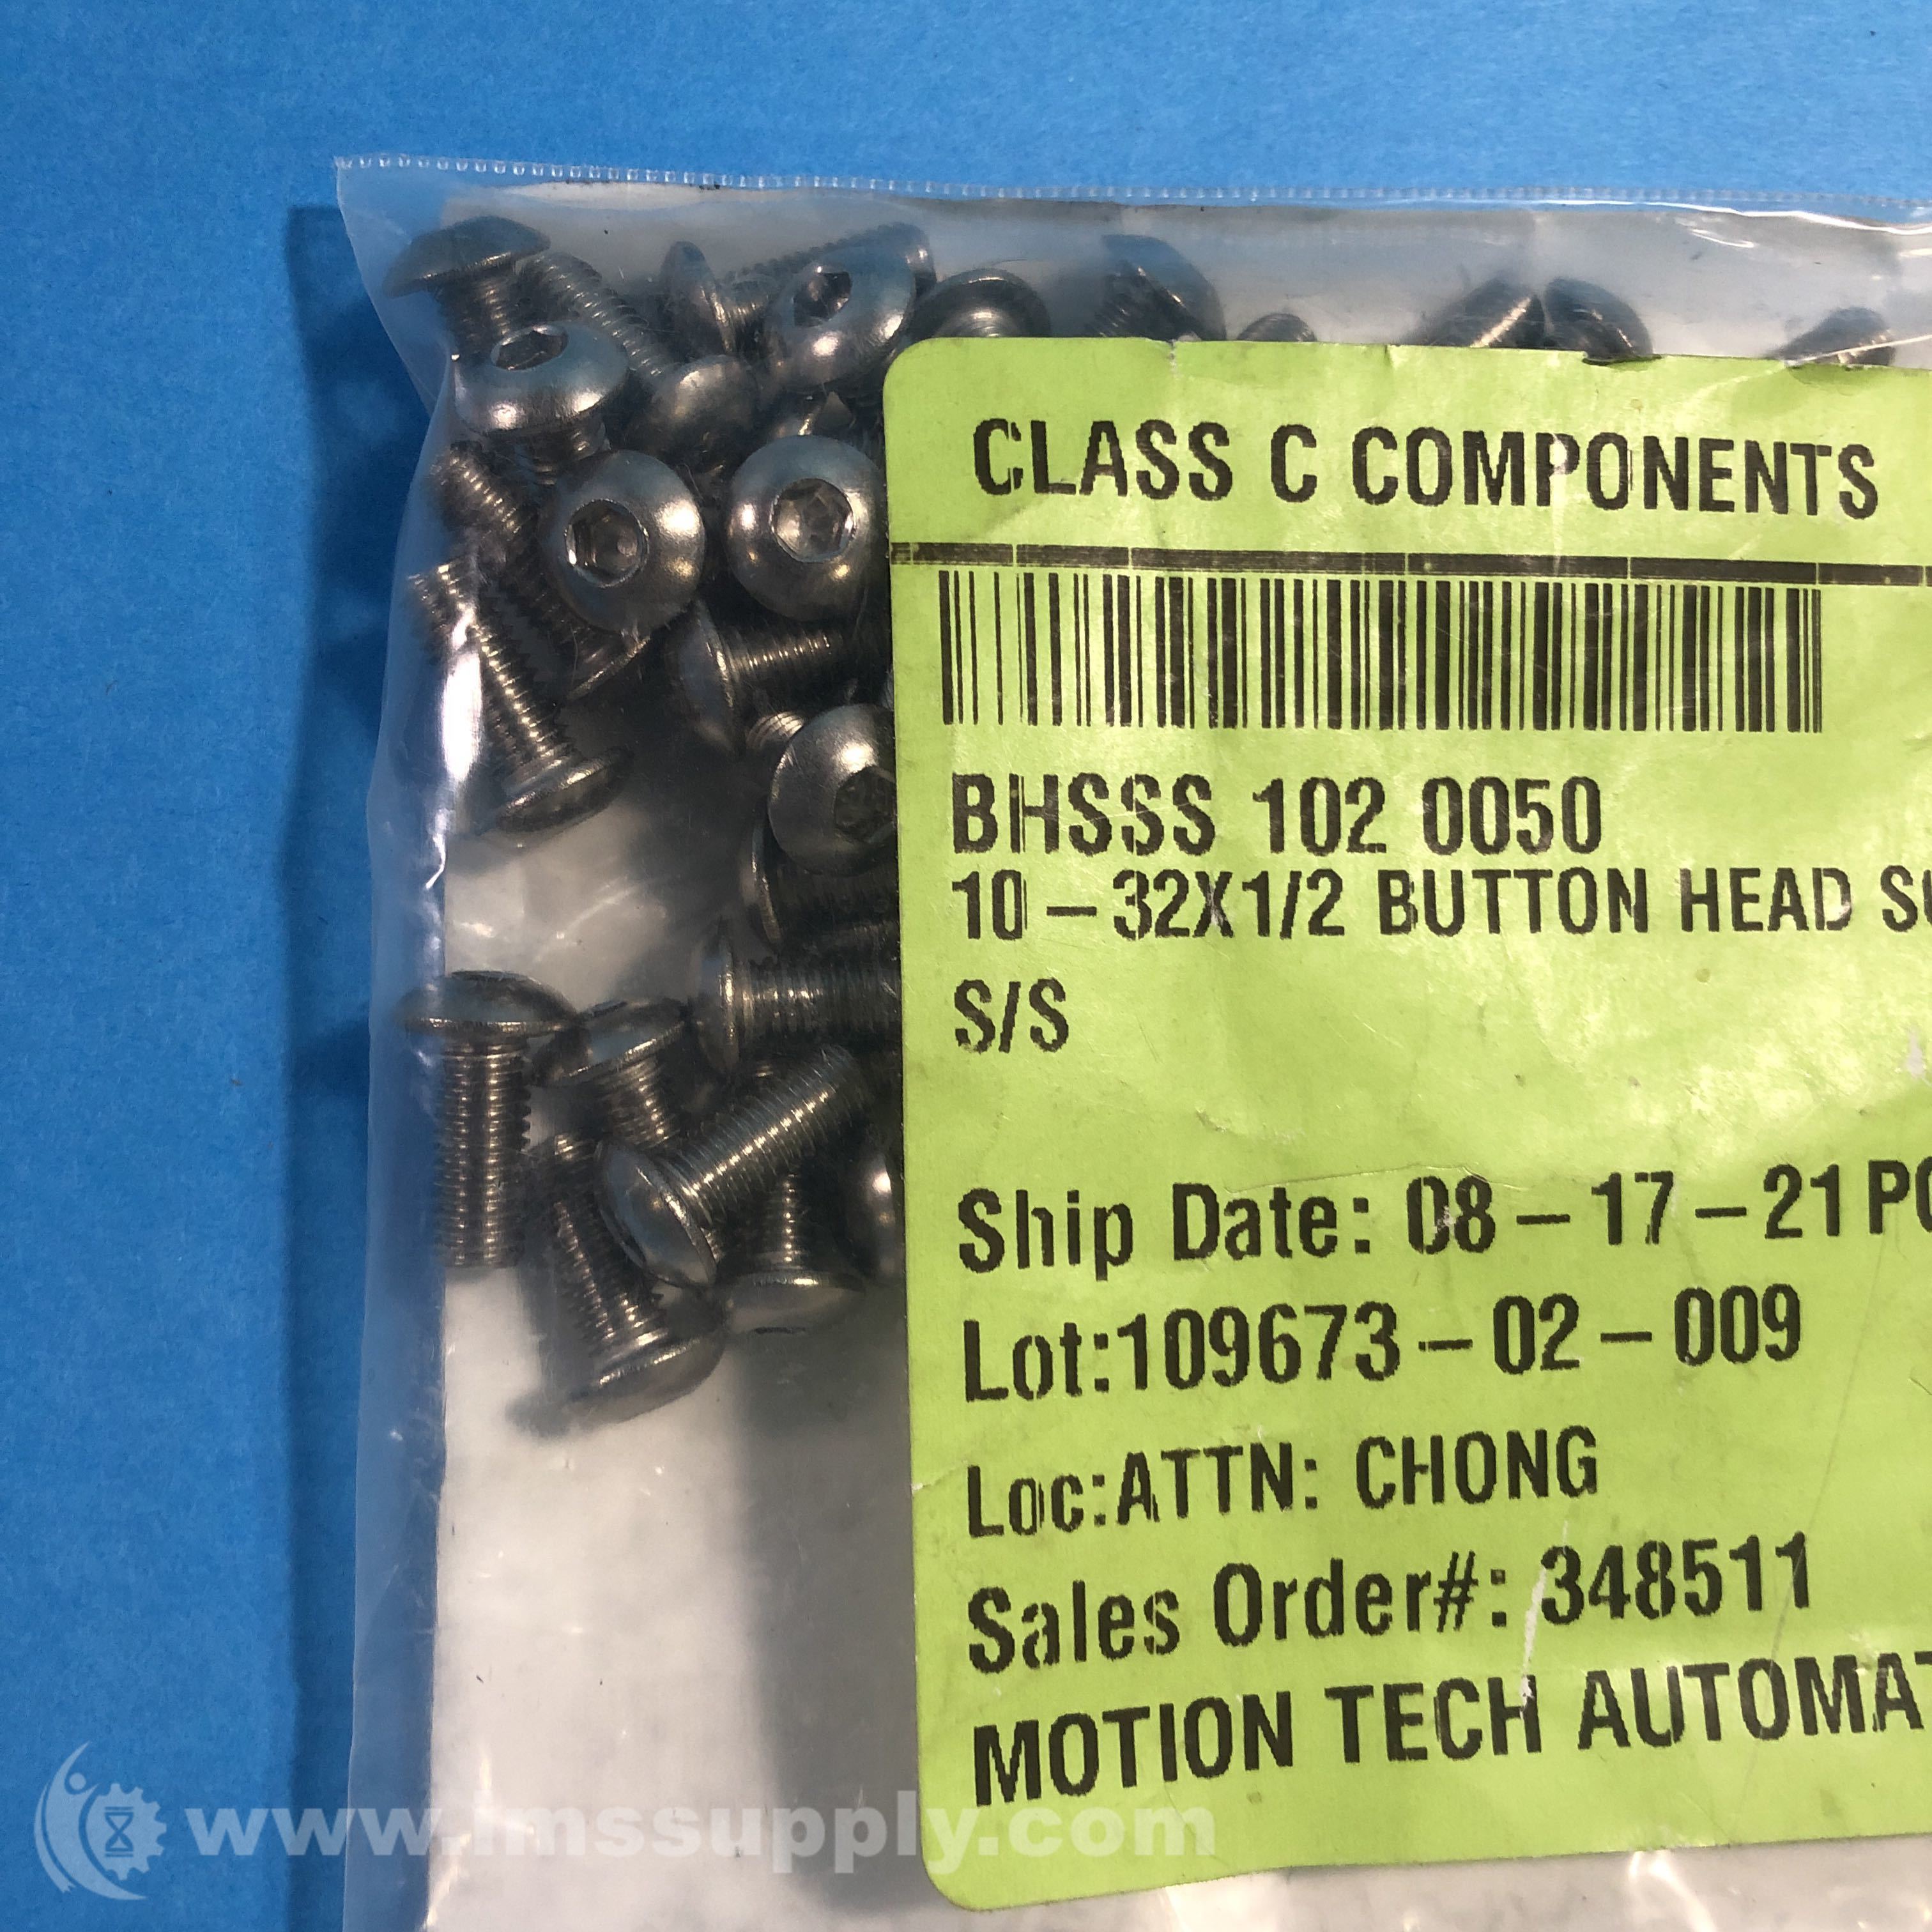 CLASS C COMPONENTS
BHSSS 102 0050
10-32X1/2 BUTTON HEAD
S/S
Ship Date: 08-17-21
Lot:109673-02-009
Loc:ATTN: CHONG
Sales Order#: 348511
MOTION TECH
www.imssupply.com